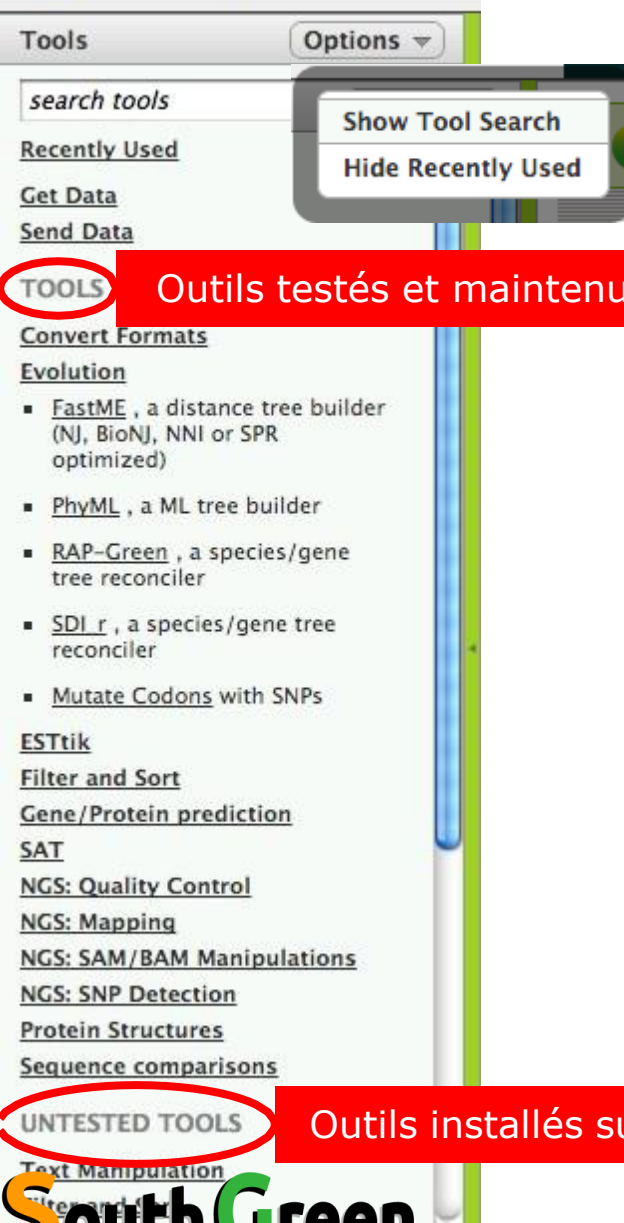 Tools
Options
search tools
Show Tool Search
Hide Recently Used
Recently Used
Get Data
Send Data
TOOLS
Outils testés et maintenu
Convert Formats
Evolution
FastME , a distance tree builder
(NJ, BioNJ, NNI or SPR
optimized)
PhyML , a ML tree builder
RAP-Green , a species/gene
tree reconciler
SDI_r , a species/gene tree
reconciler
Mutate Codons with SNPs
ESTtik
Filter and Sort
Gene/Protein prediction
SAT
NGS: Quality Control
NGS: Mapping
NGS: SAM/BAM Manipulations
NGS: SNP Detection
Protein Structures
Sequence comparisons
UNTESTED TOOLS
Outils installés su
Text Manipulation
South Green